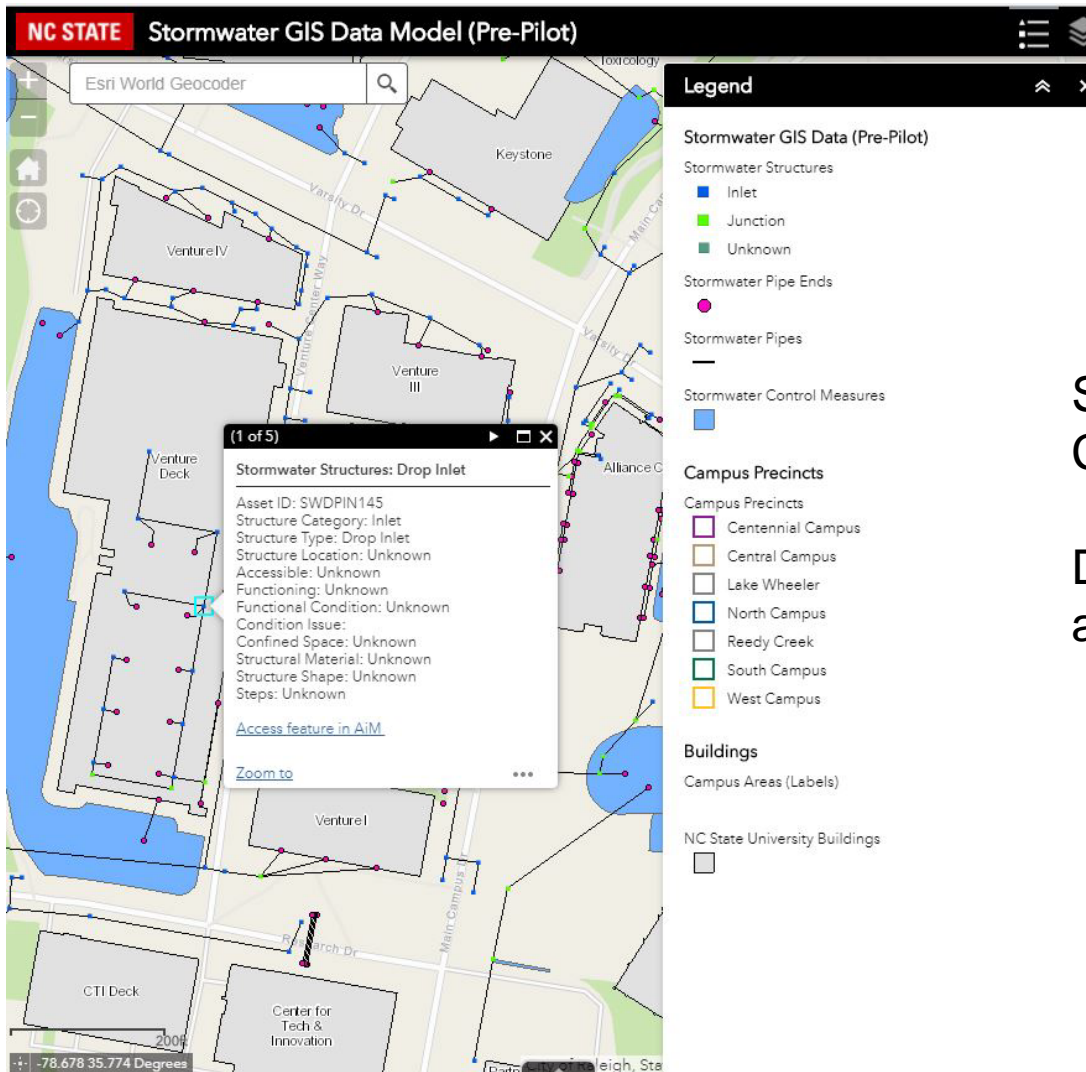 NC STATE Stormwater GIS Data Model (Pre-Pilot)
Esri World Geocoder
Toxicology
Keystone
Varsity Dr
Venture IV
Venture Center Way
Varsity Dr
Venture
III
Venture
Deck
Alliance C
(1 of 5)
Stormwater Structures: Drop Inlet
Asset ID: SWDPIN145
Structure Category: Inlet
Structure Type: Drop Inlet
Structure Location: Unknown
Accessible: Unknown
Functioning: Unknown
Functional Condition: Unknown
Condition Issue:
Confined Space: Unknown
Structural Material: Unknown
Structure Shape: Unknown
Steps: Unknown
Access feature in AiM
Zoom to
Venture I
Main Campus D
Research Dr
CTI Deck
Center for
Tech &
Innovation
200ft
-78.678 35.774 Degrees
City of Raleigh, Sta
Legend
Stormwater GIS Data (Pre-Pilot)
Stormwater Structures
Inlet
Junction
Unknown
Stormwater Pipe Ends
Stormwater Pipes
Stormwater Control Measures
Campus Precincts
Campus Precincts
Centennial Campus
Central Campus
Lake Wheeler
North Campus
Reedy Creek
South Campus
West Campus
Buildings
Campus Areas (Labels)
NC State University Buildings